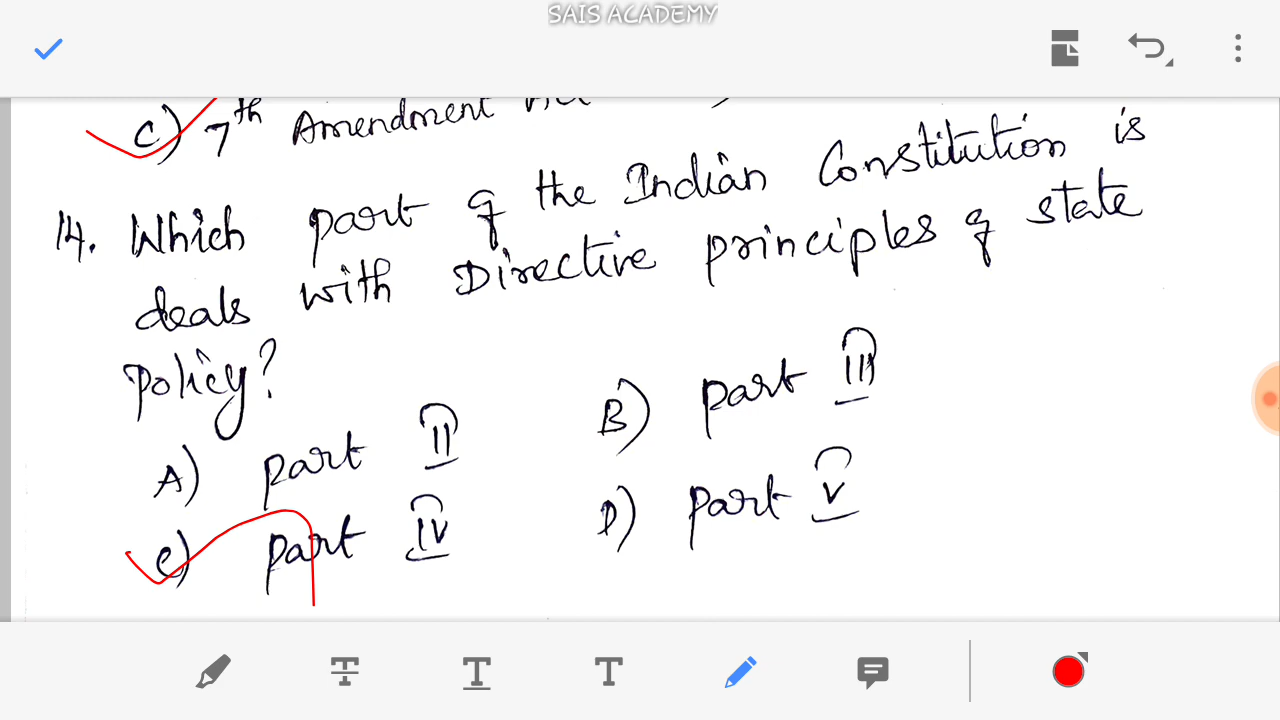 SAIS ACADEMY
C) 7th Amendment
14. Which part of the Indian Constitution is
deals with Directive principles of state
policy?
A) part II B) part III
C) part IV D) part V
T T T